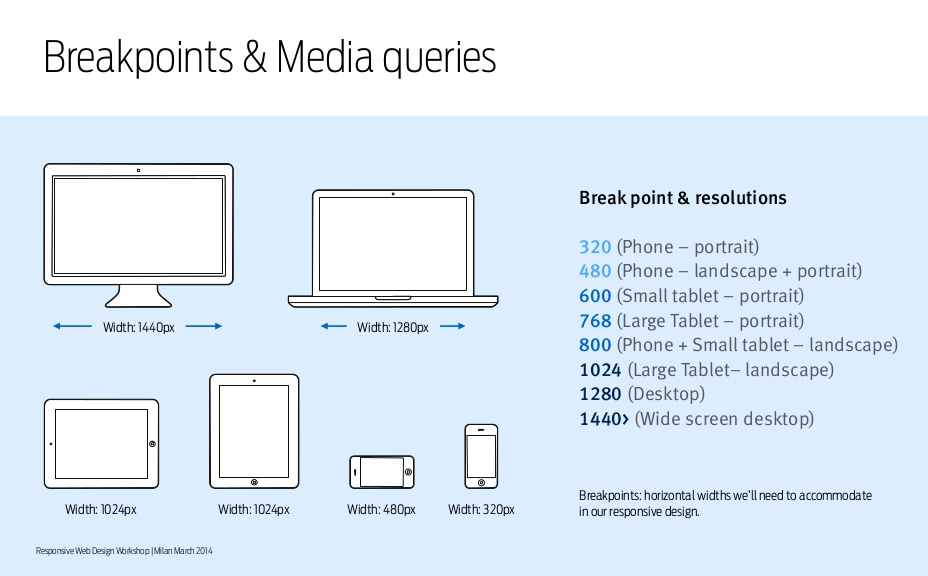 Breakpoints & Media queries
Width: 1440px
Width: 1280px
Width: 1024px
Width: 1024px
Width: 480px
Width: 320px
Break point & resolutions
320 (Phone – portrait)
480 (Phone – landscape + portrait)
600 (Small tablet – portrait)
768 (Large Tablet – portrait)
800 (Phone + Small tablet – landscape)
1024 (Large Tablet– landscape)
1280 (Desktop)
1440> (Wide screen desktop)
Breakpoints: horizontal widths we'll need to accommodate
in our responsive design.
Responsive Web Design Workshop | Milan March 2014